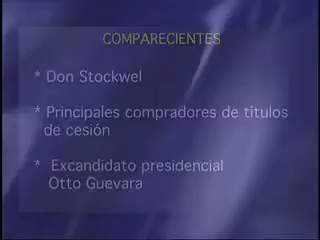 COMPARECIENTES
* Don Stockwel
* Principales compradores de títulos
de cesión
* Excandidato presidencial
Otto Guevara